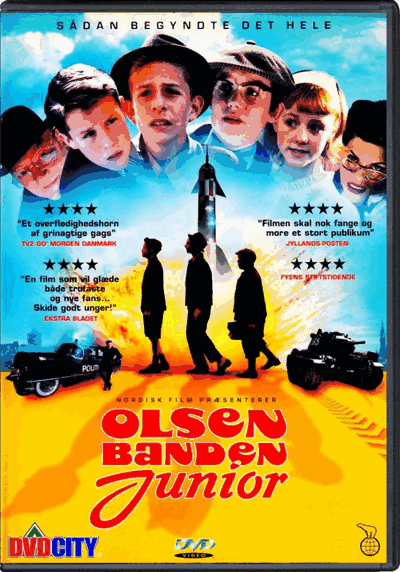 SÅDAN BEGYNDTE DET HELE
"Et overflødighedshorn
af gringagtige gags"
TV2 GO' MORGEN DANMARK
"En film som vil glæde
både trofaste
og nye fans...
Skide godt unger!"
EKSTRA BLADET
"Filmen skal nok fange og
more et stort publikum"
JYLLANDS-POSTEN
FYENS STIFTSTIDENDE
POLITI
NORDISK FILM PRÆSENTERER
OLSEN
BANDEN
Junior
DVDCITY
DVD
VIDEO